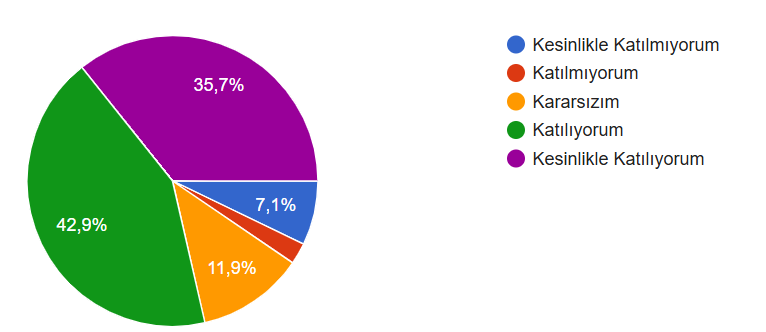 35,7%
7,1%
42,9%
11,9%
Kesinlikle Katılmıyorum
Katılmıyorum
Kararsızım
Katılıyorum
Kesinlikle Katılıyorum